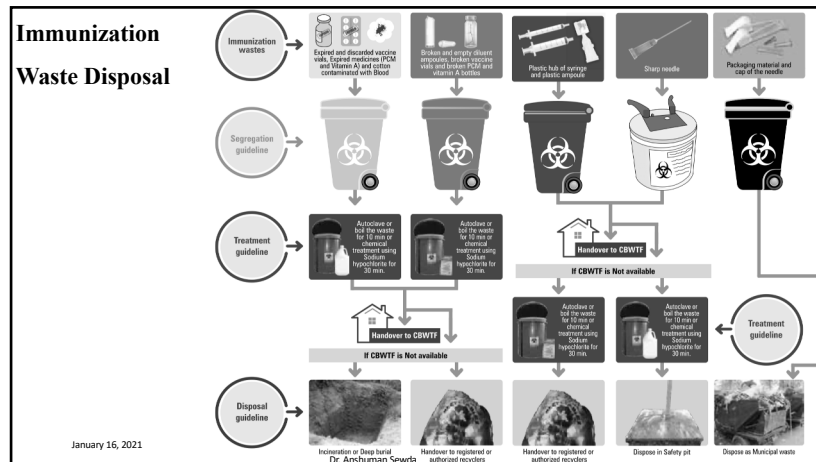 Immunization
Waste Disposal
Immunization
wastes
Expired and discarded vaccine
vials, Expired medicines (PCM
and Vitamin A) and cotton
contaminated with Blood
Broken and empty diluent
ampoules, broken vaccine
vials and broken PCM and
vitamin A bottles
Plastic hub of syringe
and plastic ampoule
Sharp needle
Packaging material and
cap of the needle
Segregation
guideline
Treatment
guideline
Autoclave or
boil the waste
for 10 min or
chemical
treatment using
Sodium
hypochlorite for
30 min.
Autoclave or
boil the waste
for 10 min or
chemical
treatment using
Sodium
hypochlorite for
30 min.
Handover to CBWTF
If CBWTF is Not available
Handover to CBWTF
If CBWTF is Not available
Autoclave or
boil the waste
for 10 min or
chemical
treatment using
Sodium
hypochlorite for
30 min.
Autoclave or
boil the waste
for 10 min or
chemical
treatment using
Sodium
hypochlorite for
30 min.
Treatment
guideline
Disposal
guideline
Incineration or Deep burial
Handover to registered or
authorized recyclers
Handover to registered or
authorized recyclers
Dispose in Safety pit
Dispose as Municipal waste
January 16, 2021
Dr. Anshuman Sewda